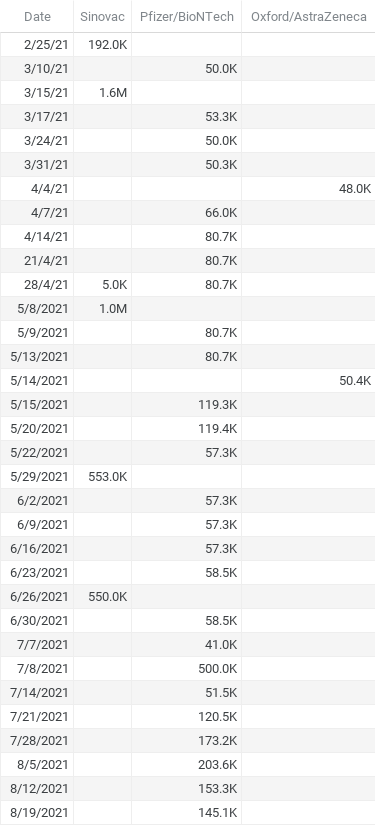 Date Sinovac Pfizer/BioNTech Oxford/AstraZeneca
2/25/21 192.0K
3/10/21 50.0K
3/15/21 1.6M
3/17/21 53.3K
3/24/21 50.0K
3/31/21 50.3K
4/4/21 48.0K
4/7/21 66.0K
4/14/21 80.7K
21/4/21 80.7K
28/4/21 5.0K 80.7K
5/8/2021 1.0M
5/9/2021 80.7K
5/13/2021 80.7K
5/14/2021 50.4K
5/15/2021 119.3K
5/20/2021 119.4K
5/22/2021 57.3K
5/29/2021 553.0K
6/2/2021 57.3K
6/9/2021 57.3K
6/16/2021 57.3K
6/23/2021 58.5K
6/26/2021 550.0K
6/30/2021 58.5K
7/7/2021 41.0K
7/8/2021 500.0K
7/14/2021 51.5K
7/21/2021 120.5K
7/28/2021 173.2K
8/5/2021 203.6K
8/12/2021 153.3K
8/19/2021 145.1K